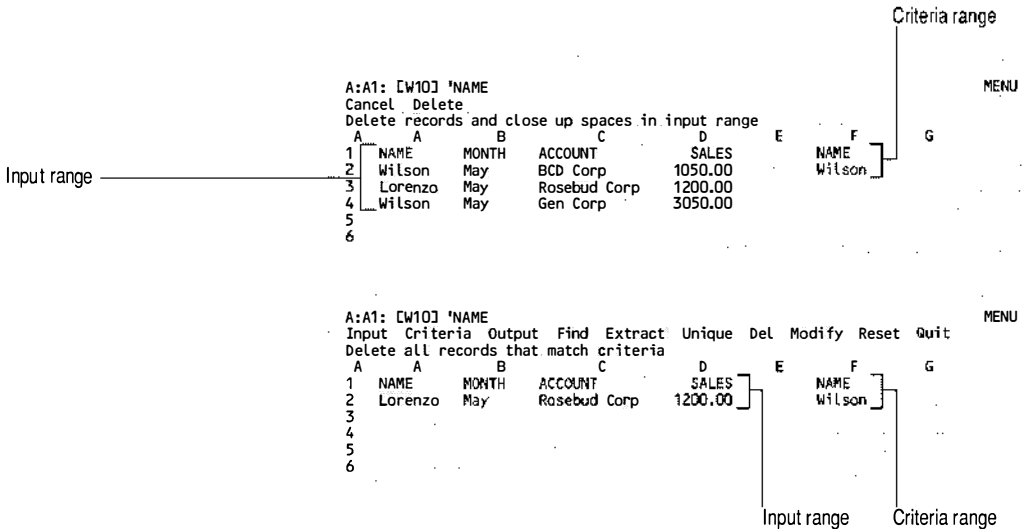 Criteria range
A:A1: [W10] 'NAME MENU
Cancel Delete
Delete records and close up spaces in input range
A A B C D E F G
1 NAME MONTH ACCOUNT SALES NAME
Input range
2 Wilson May BCD Corp 1050.00 Wilson
3 Lorenzo May Rosebud Corp 1200.00
4 Wilson May Gen Corp 3050.00
5
6
A:A1: [W10] 'NAME MENU
Input Criteria Output Find Extract Unique Del Modify Reset Quit
Delete all records that match criteria
A A B C D E F G
1 NAME MONTH ACCOUNT SALES NAME
2 Lorenzo May Rosebud Corp 1200.00 Wilson
3
4
5
6
Input range Criteria range